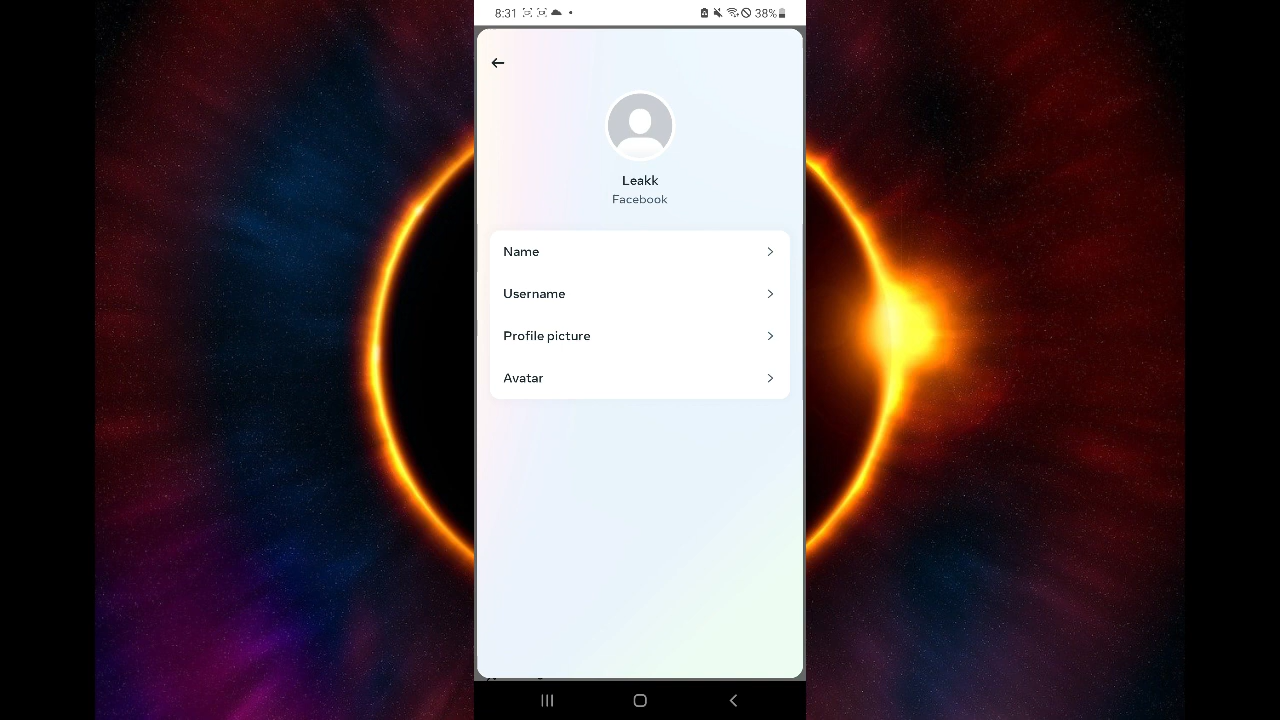 8:31 38%
Leakk
Facebook
Name
Username
Profile picture
Avatar